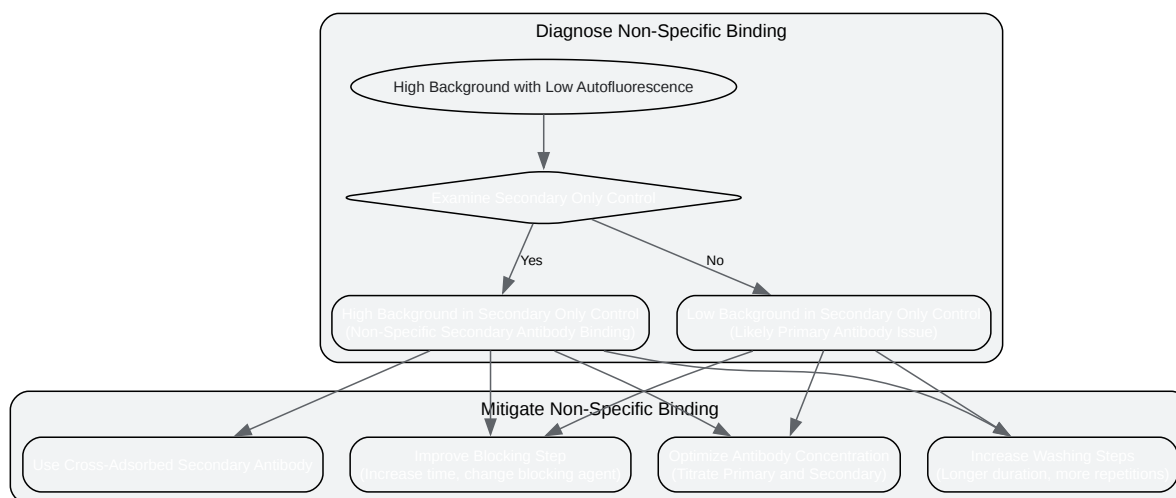 Diagnose Non-Specific Binding
High Background with Low Autofluorescence
Examine Secondary Only Control
Yes
No
High Background in Secondary Only Control
(Non-Specific Secondary Antibody Binding)
Low Background in Secondary Only Control
(Likely Primary Antibody Issue)
Mitigate Non-Specific Binding
Use Cross-Adsorbed Secondary Antibody
Improve Blocking Step
(Increase time, change blocking agent)
Optimize Antibody Concentration
(Titrate Primary and Secondary)
Increase Washing Steps
(Longer duration, more repetitions)